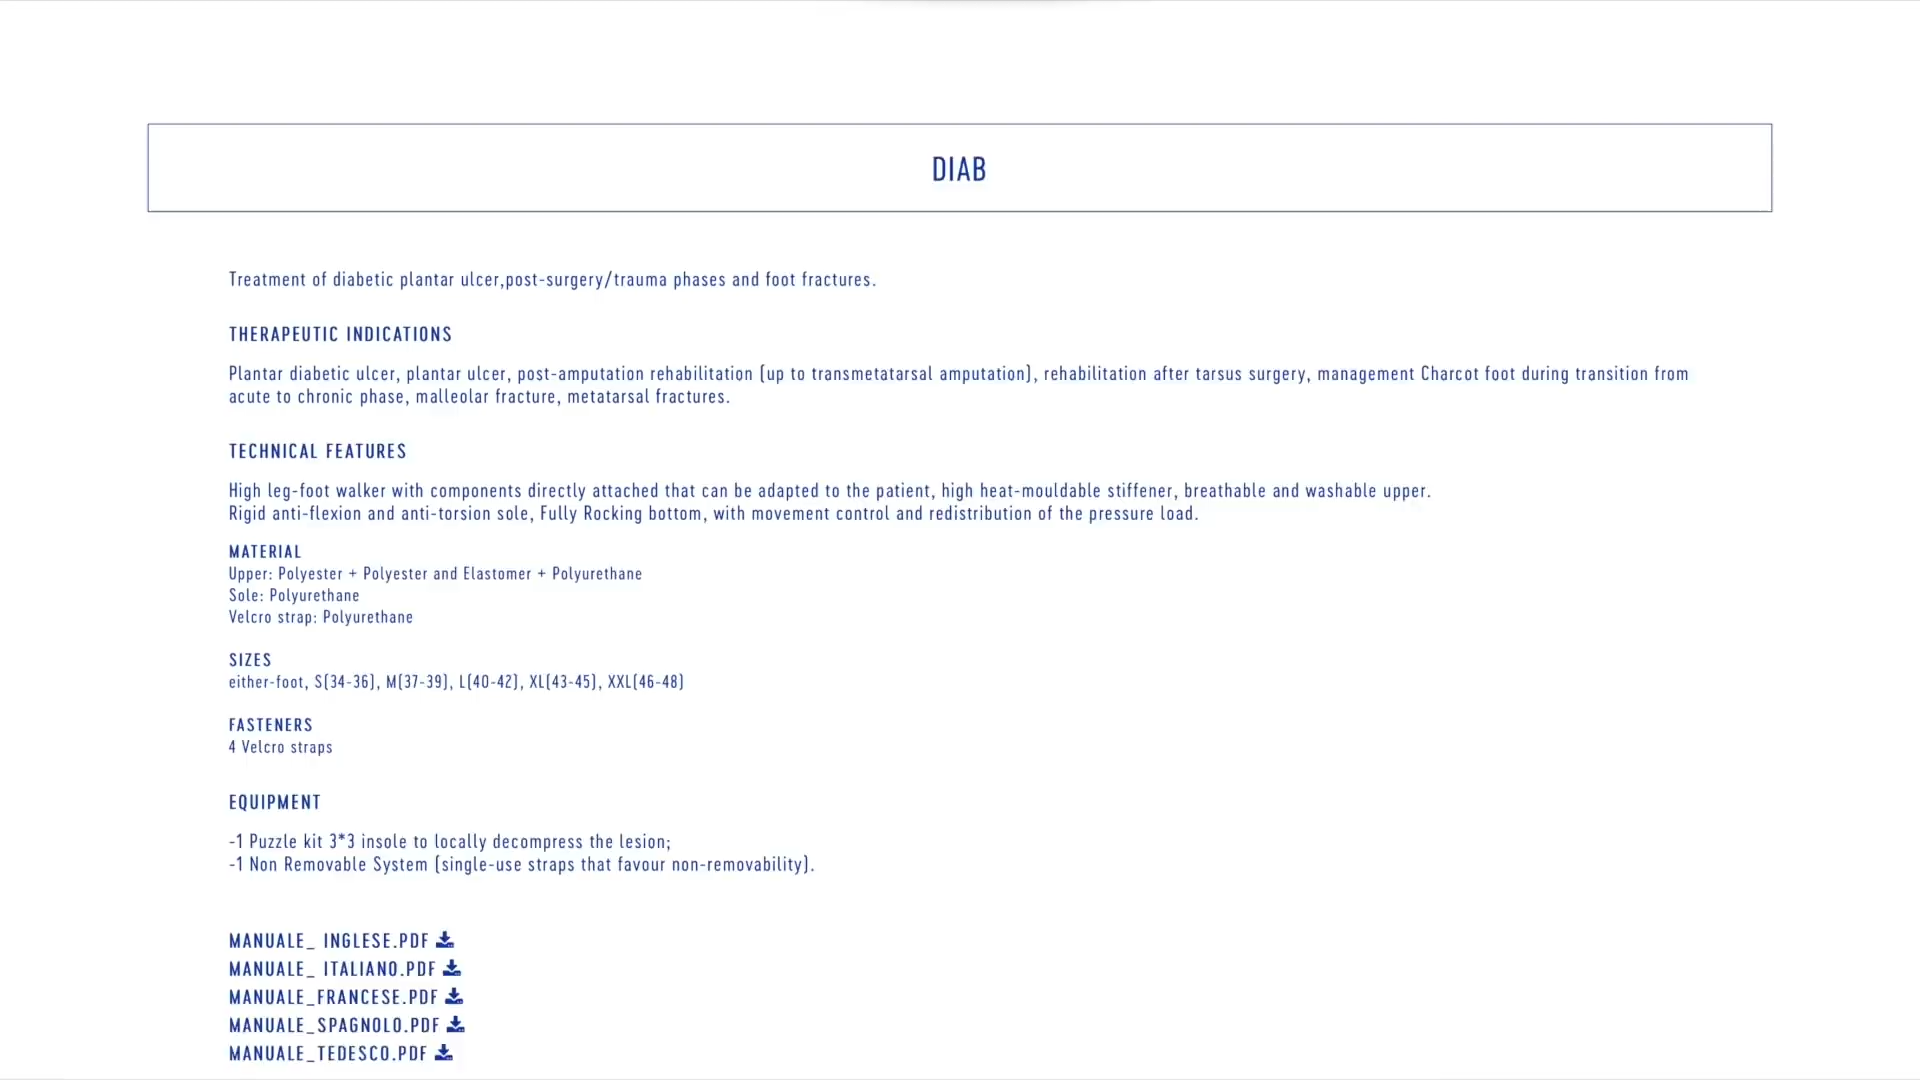 DIAB
Treatment of diabetic plantar ulcer,post-surgery/trauma phases and foot fractures.
THERAPEUTIC INDICATIONS
Plantar diabetic ulcer, plantar ulcer, post-amputation rehabilitation (up to transmetatarsal amputation), rehabilitation after tarsus surgery, management Charcot foot during transition from
acute to chronic phase, malleolar fracture, metatarsal fractures.
TECHNICAL FEATURES
High leg-foot walker with components directly attached that can be adapted to the patient, high heat-mouldable stiffener, breathable and washable upper.
Rigid anti-flexion and anti-torsion sole, Fully Rocking bottom, with movement control and redistribution of the pressure load.
MATERIAL
Upper: Polyester + Polyester and Elastomer + Polyurethane
Sole: Polyurethane
Velcro strap: Polyurethane
SIZES
either-foot, S(34-36), M(37-39), L(40-42), XL(43-45), XXL(46-48)
FASTENERS
4 Velcro straps
EQUIPMENT
-1 Puzzle kit 3*3 insole to locally decompress the lesion;
-1 Non Removable System (single-use straps that favour non-removability).
MANUALE_ INGLESE.PDF
MANUALE_ ITALIANO.PDF
MANUALE_FRANCESE.PDF
MANUALE_SPAGNOLO.PDF
MANUALE_TEDESCO.PDF